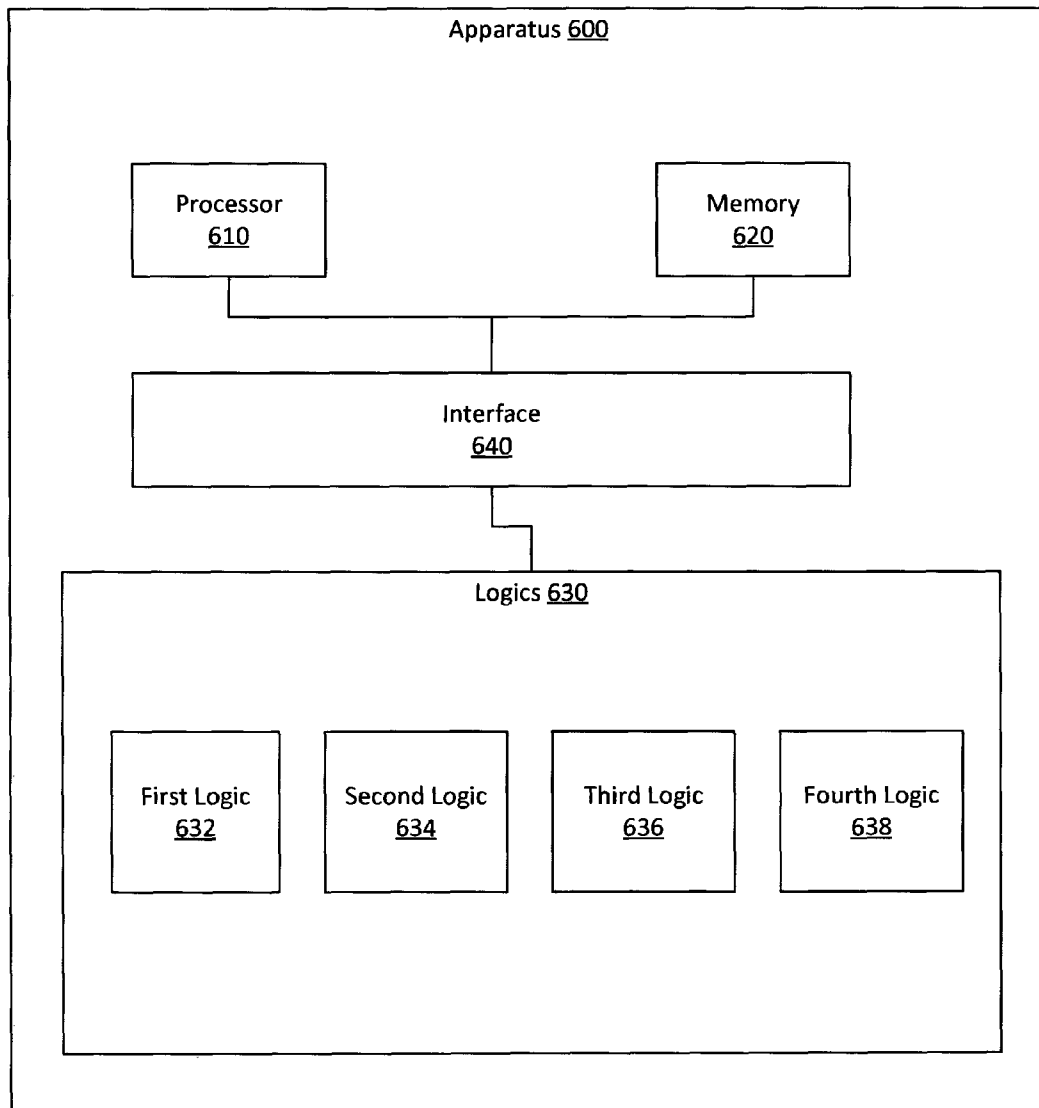 Apparatus 600
Processor
610
Memory
620
Interface
640
Logics 630
First Logic
632
Second Logic
634
Third Logic
636
Fourth Logic
638